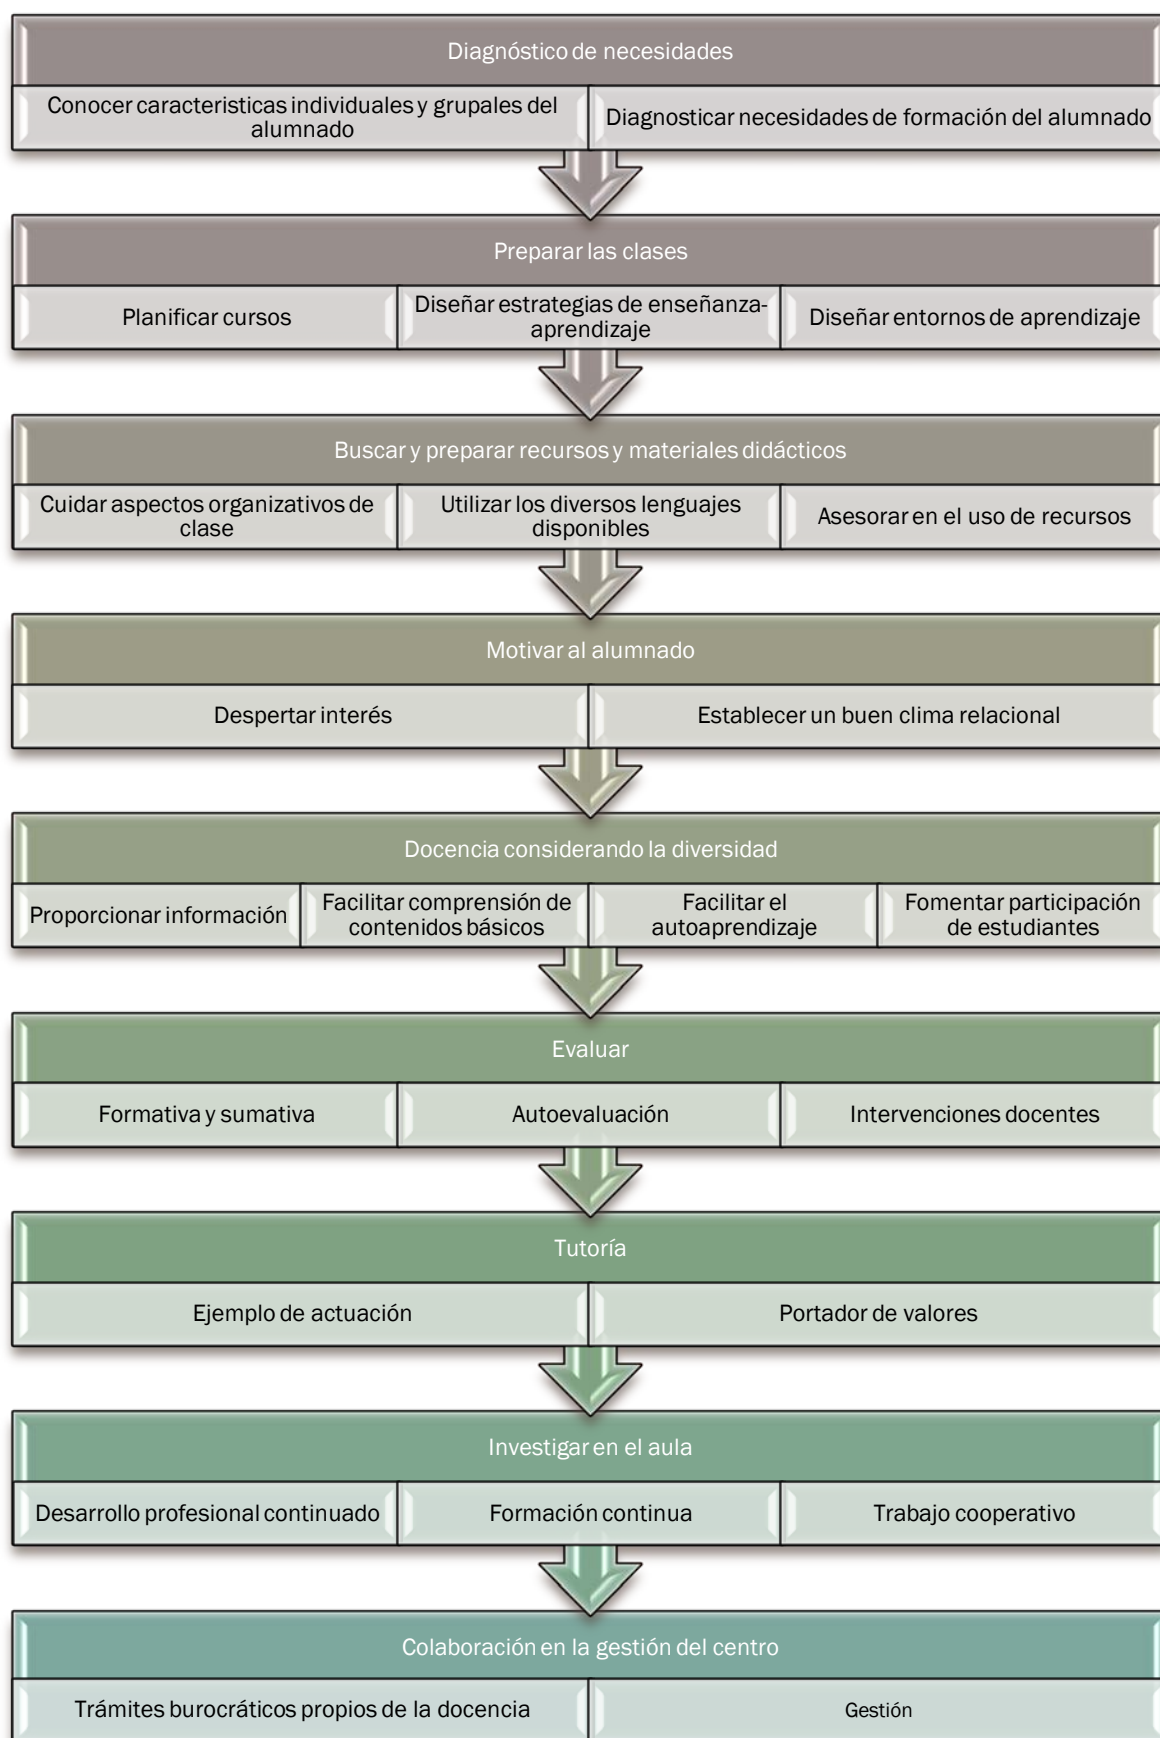 Diagnóstico de necesidades
Conocer caracteristicas individuales y grupales del
alumnado
Diagnosticar necesidades de formación del alumnado
Preparar las clases
Planificar cursos
Diseñar estrategias de enseñanza-
aprendizaje
Diseñar entornos de aprendizaje
Buscar y preparar recursos y materiales didácticos
Cuidar aspectos organizativos de
clase
Utilizar los diversos lenguajes
disponibles
Asesorar en el uso de recursos
Motivar al alumnado
Despertar interés
Establecer un buen clima relacional
Docencia considerando la diversidad
Proporcionar información
Facilitar comprensión de
contenidos básicos
Facilitar el
autoaprendizaje
Fomentar participación
de estudiantes
Evaluar
Formativa y sumativa
Autoevaluación
Intervenciones docentes
Tutoría
Ejemplo de actuación
Portador de valores
Investigar en el aula
Desarrollo profesional continuado
Formación continua
Trabajo cooperativo
Colaboración en la gestión del centro
Trámites burocráticos propios de la docencia
Gestión